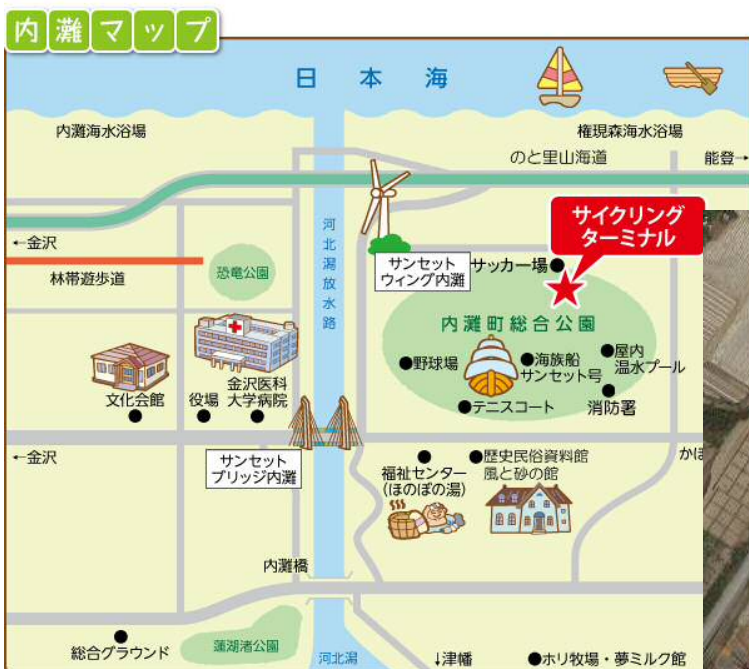 内灘マップ
日本海
内灘海水浴場
権現森海水浴場
のと里山海道
能登→
サイクリング
ターミナル
←金沢
林帯遊歩道
恐竜公園
河北潟放水路
サンセット
ウィング内灘
サッカー場
内灘町総合公園
野球場
海族船
サンセット号
屋内
温水プール
テニスコート
消防署
文化会館
役場
金沢医科
大学病院
←金沢
サンセット
ブリッジ内灘
福祉センター
(ほのぼの湯)
歴史民俗資料館
風と砂の館
かほ
内灘橋
総合グラウンド
蓮湖渚公園
河北潟
↓津幡
ホリ牧場・夢ミルク館